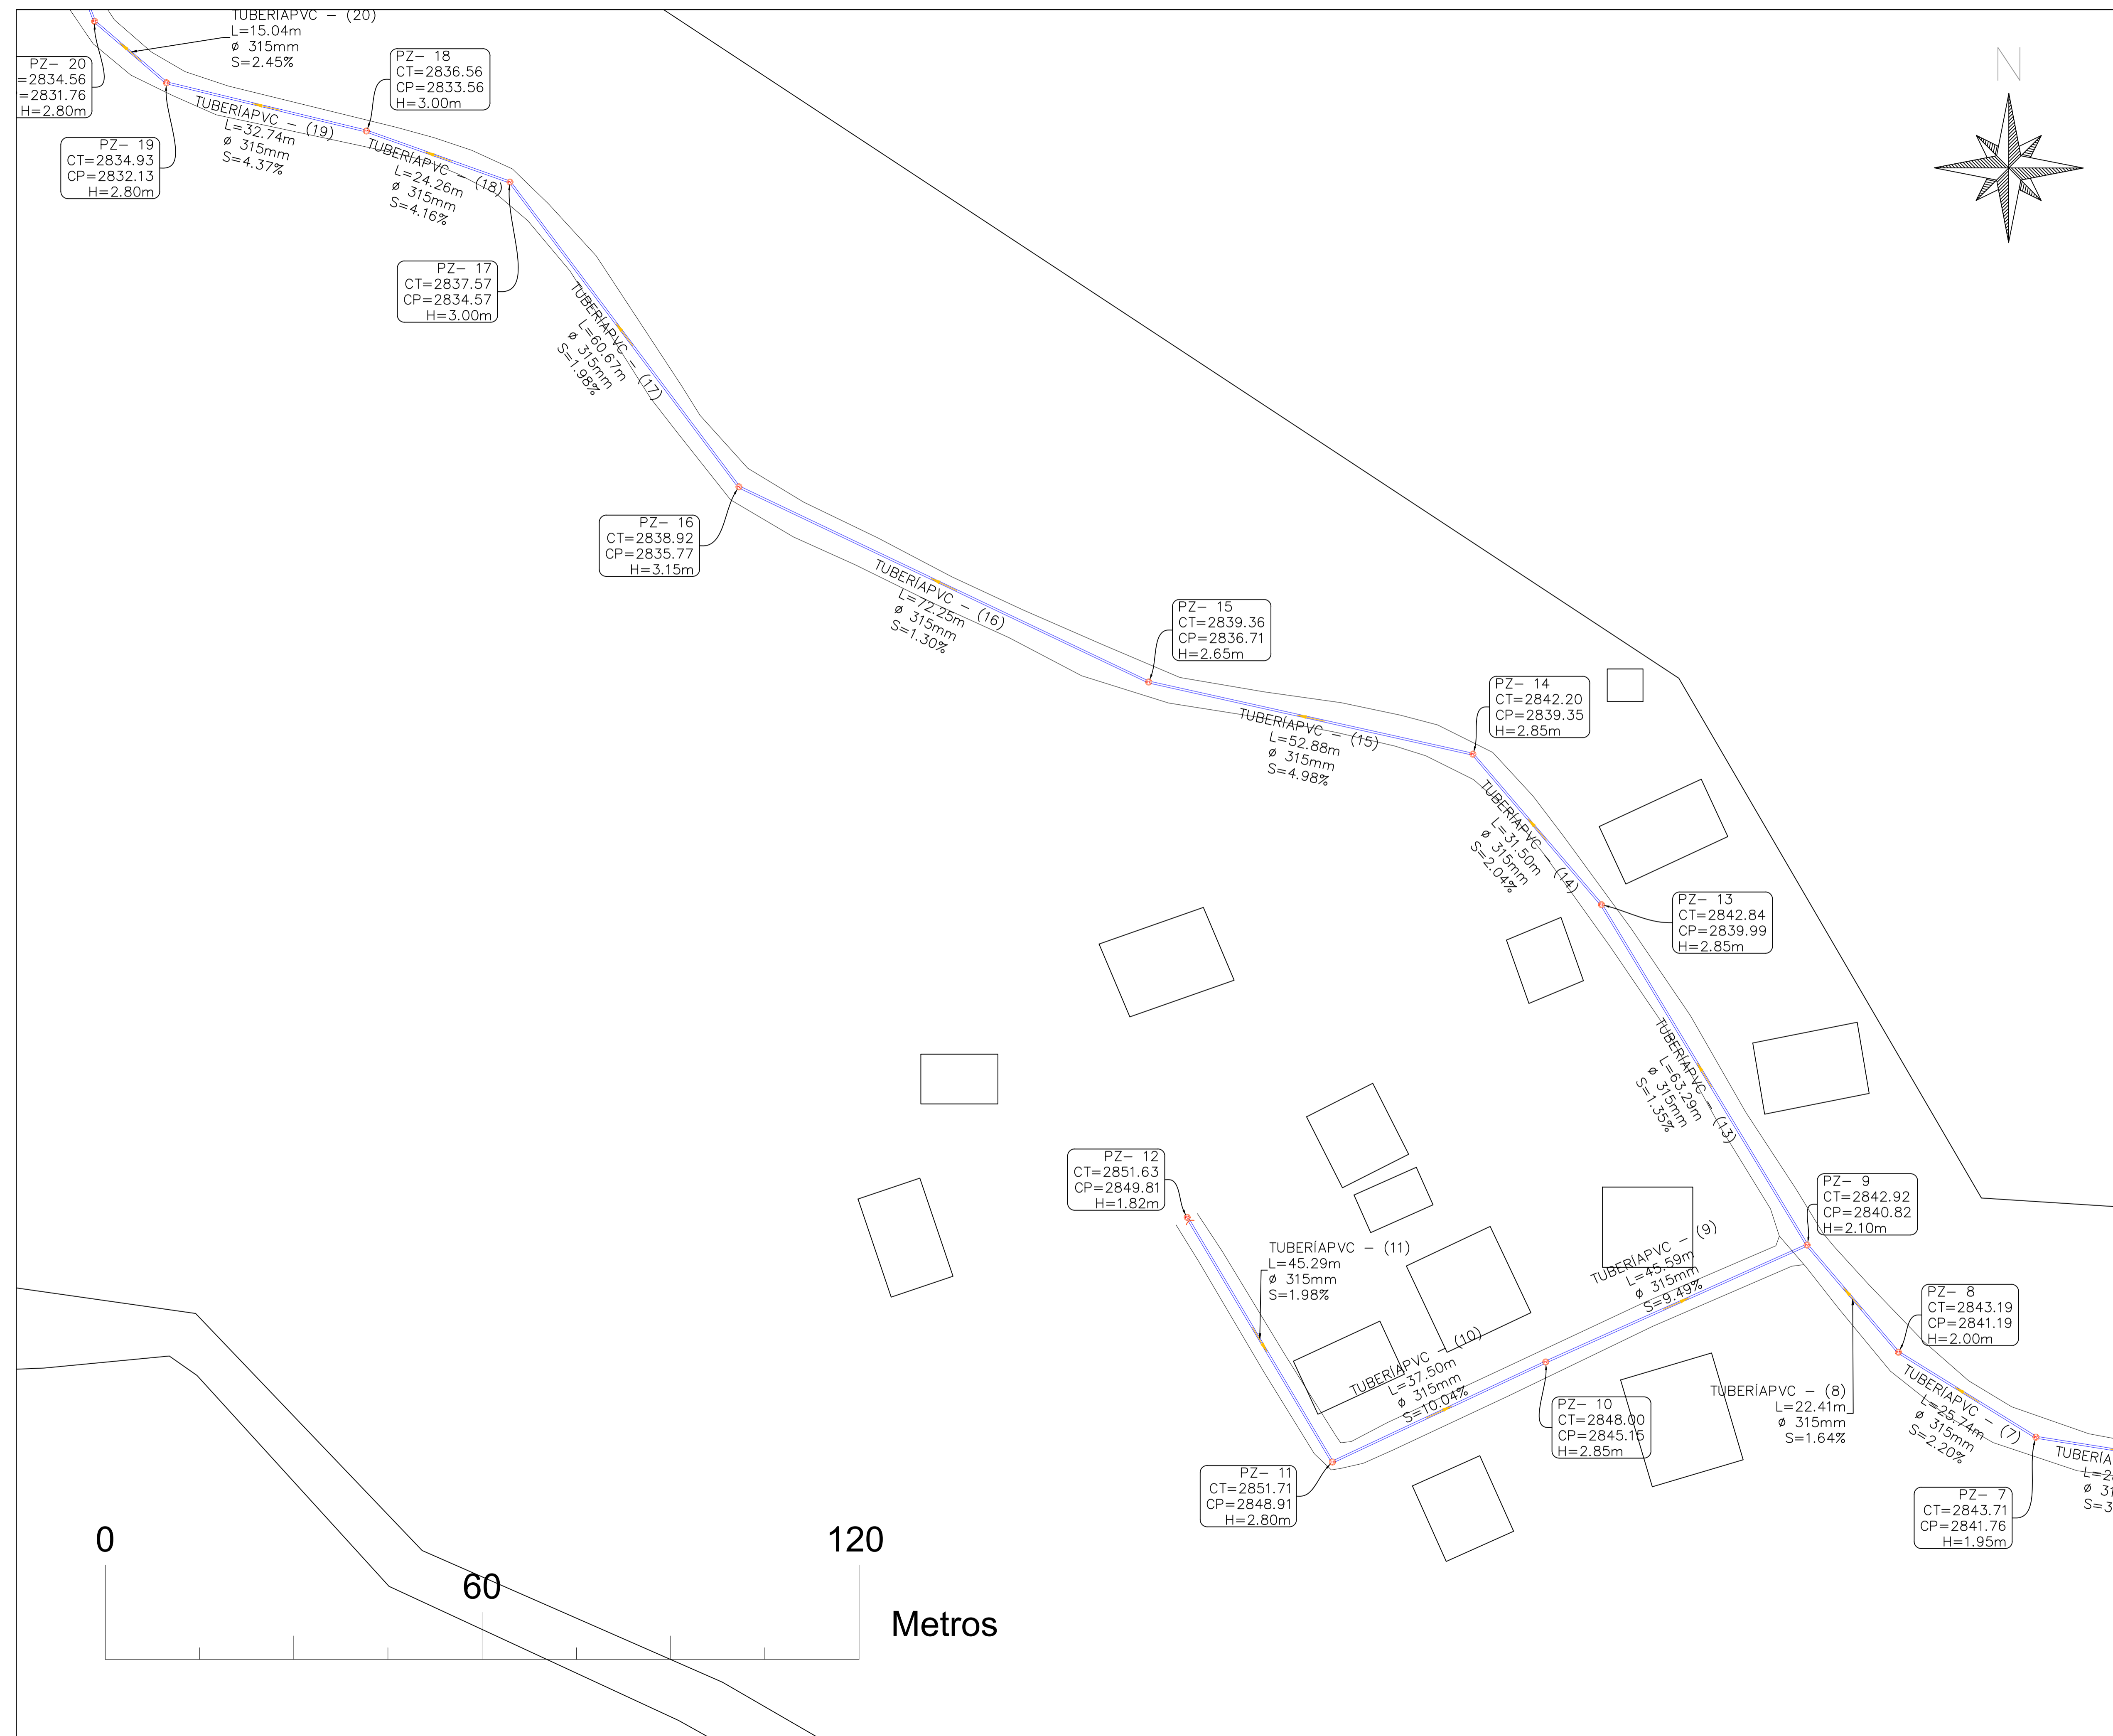 TUBERÍAPVC - (20)
L=15.04m
ø 315mm
S=2.45%
N
PZ- 20
=2834.56
=2831.76
H=2.80m
PZ- 18
CT=2836.56
CP=2833.56
H=3.00m
TUBERÍAPVC - (19)
L=32.74m
ø 315mm
S=4.37%
PZ- 19
CT=2834.93
CP=2832.13
H=2.80m
TUBERÍAPVC - (18)
L=24.26m
ø 315mm
S=4.16%
PZ- 17
CT=2837.57
CP=2834.57
H=3.00m
TUBERÍAPVC - (17)
L=60.67m
ø 315mm
S=1.98%
PZ- 16
CT=2838.92
CP=2835.77
H=3.15m
TUBERÍAPVC - (16)
L=72.25m
ø 315mm
S=1.30%
PZ- 15
CT=2839.36
CP=2836.71
H=2.65m
TUBERÍAPVC - (15)
L=52.88m
ø 315mm
S=4.98%
PZ- 14
CT=2842.20
CP=2839.35
H=2.85m
TUBERÍAPVC - (14)
L=31.50m
ø 315mm
S=2.04%
PZ- 13
CT=2842.84
CP=2839.99
H=2.85m
TUBERÍAPVC - (13)
L=63.29m
ø 315mm
S=1.35%
PZ- 12
CT=2851.63
CP=2849.81
H=1.82m
PZ- 9
CT=2842.92
CP=2840.82
H=2.10m
TUBERÍAPVC - (11)
L=45.29m
ø 315mm
S=1.98%
TUBERÍAPVC - (9)
L=45.59m
ø 315mm
S=9.49%
PZ- 8
CT=2843.19
CP=2841.19
H=2.00m
TUBERÍAPVC - (10)
L=37.50m
ø 315mm
S=10.04%
PZ- 10
CT=2848.00
CP=2845.15
H=2.85m
TUBERÍAPVC - (8)
L=22.41m
ø 315mm
S=1.64%
TUBERÍAPVC - (7)
L=25.74m
ø 315mm
S=2.20%
PZ- 11
CT=2851.71
CP=2848.91
H=2.80m
PZ- 7
CT=2843.71
CP=2841.76
H=1.95m
TUBERÍA
L=2
ø 31
S=3
0
60
120
Metros